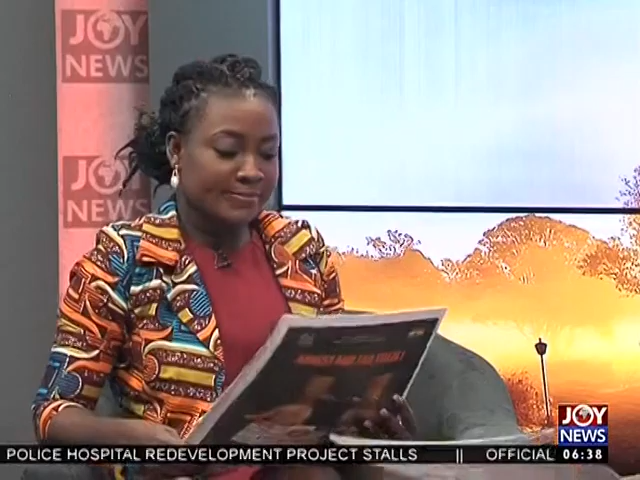 JOY
NEWS
JOY
NEWS
JOY
NEWS
POLICE HOSPITAL REDEVELOPMENT PROJECT STALLS || OFFICIAL 06:38